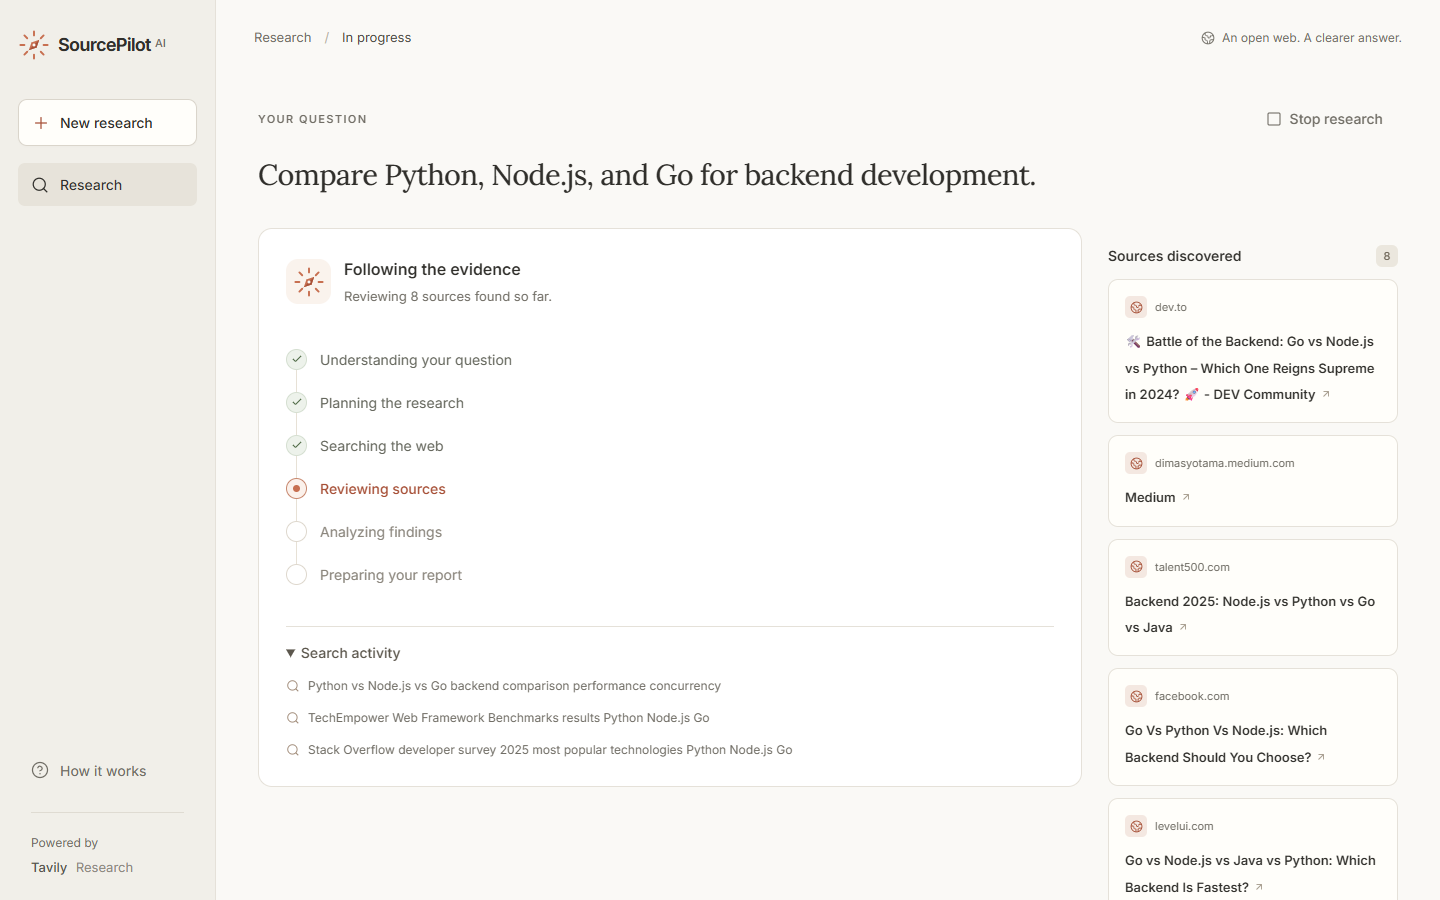 SourcePilot AI
New research
Research
How it works
Powered by
Tavily Research
Research / In progress
An open web. A clearer answer.
YOUR QUESTION
Stop research
Compare Python, Node.js, and Go for backend development.
Following the evidence
Reviewing 8 sources found so far.
Understanding your question
Planning the research
Searching the web
Reviewing sources
Analyzing findings
Preparing your report
▼ Search activity
Python vs Node.js vs Go backend comparison performance concurrency
TechEmpower Web Framework Benchmarks results Python Node.js Go
Stack Overflow developer survey 2025 most popular technologies Python Node.js Go
Sources discovered 8
dev.to
🛠️ Battle of the Backend: Go vs Node.js
vs Python – Which One Reigns Supreme
in 2024? 🚀 - DEV Community ↗
dimasyotama.medium.com
Medium ↗
talent500.com
Backend 2025: Node.js vs Python vs Go
vs Java ↗
facebook.com
Go Vs Python Vs Node.js: Which
Backend Should You Choose? ↗
levelui.com
Go vs Node.js vs Java vs Python: Which
Backend Is Fastest? ↗